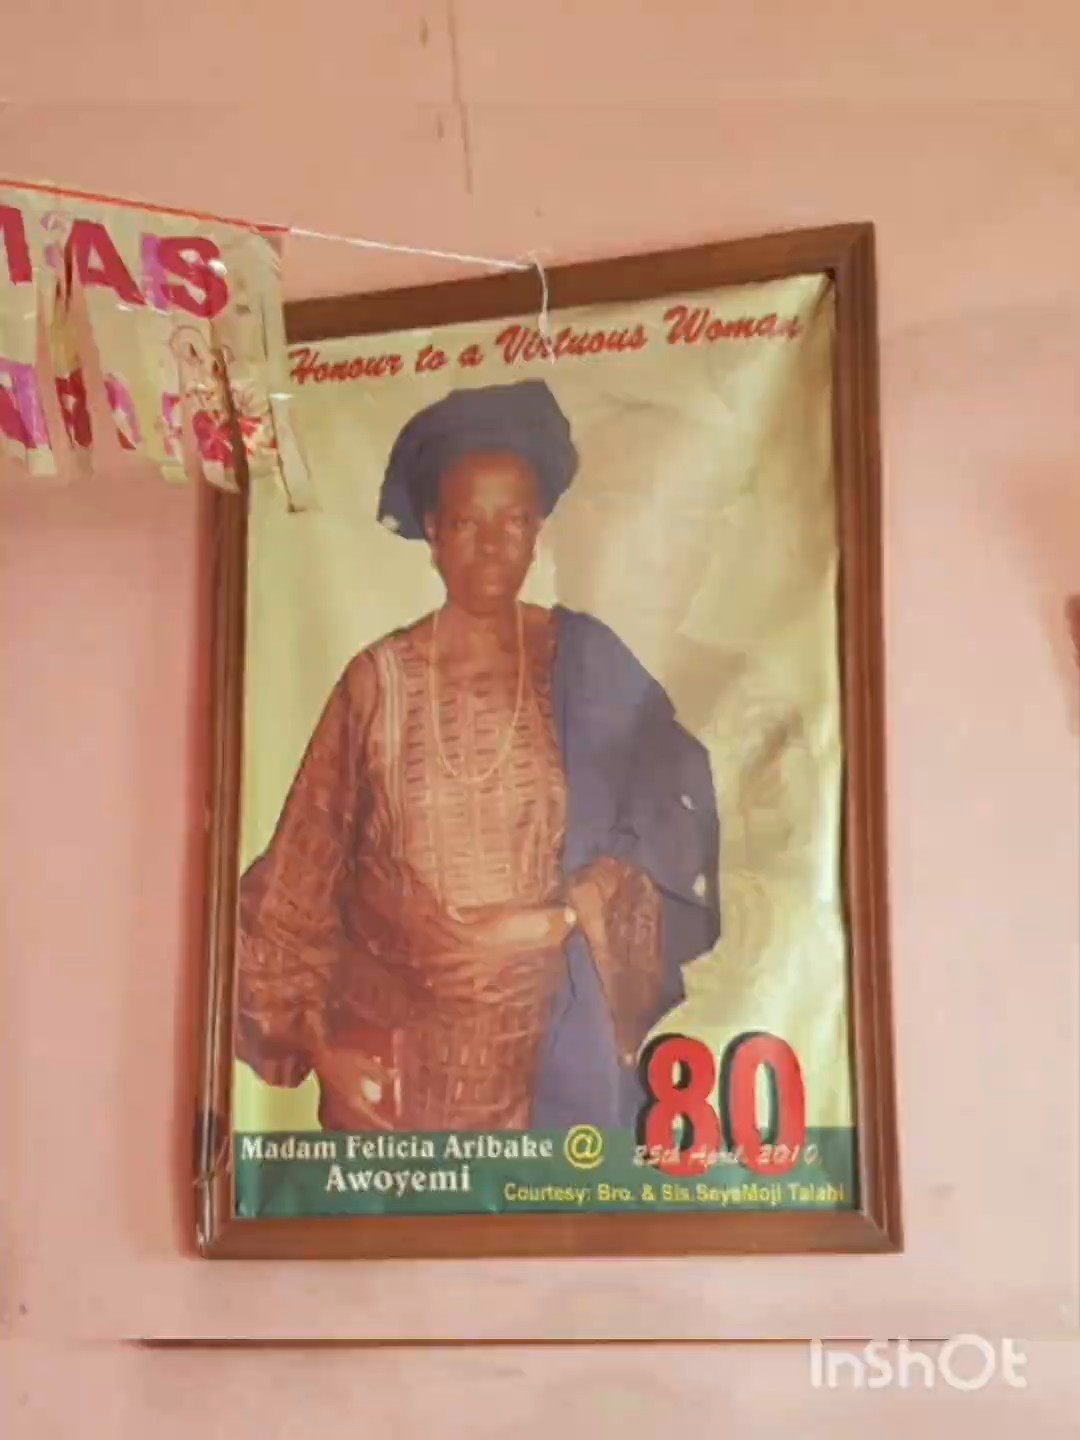 MAS
Honour to a Virtuous Woman
80
Madam Felicia Aribake @
Awoyemi
25th April, 2010
Courtesy: Bro. & Sis. SeyeMoji Talabi
InShOt